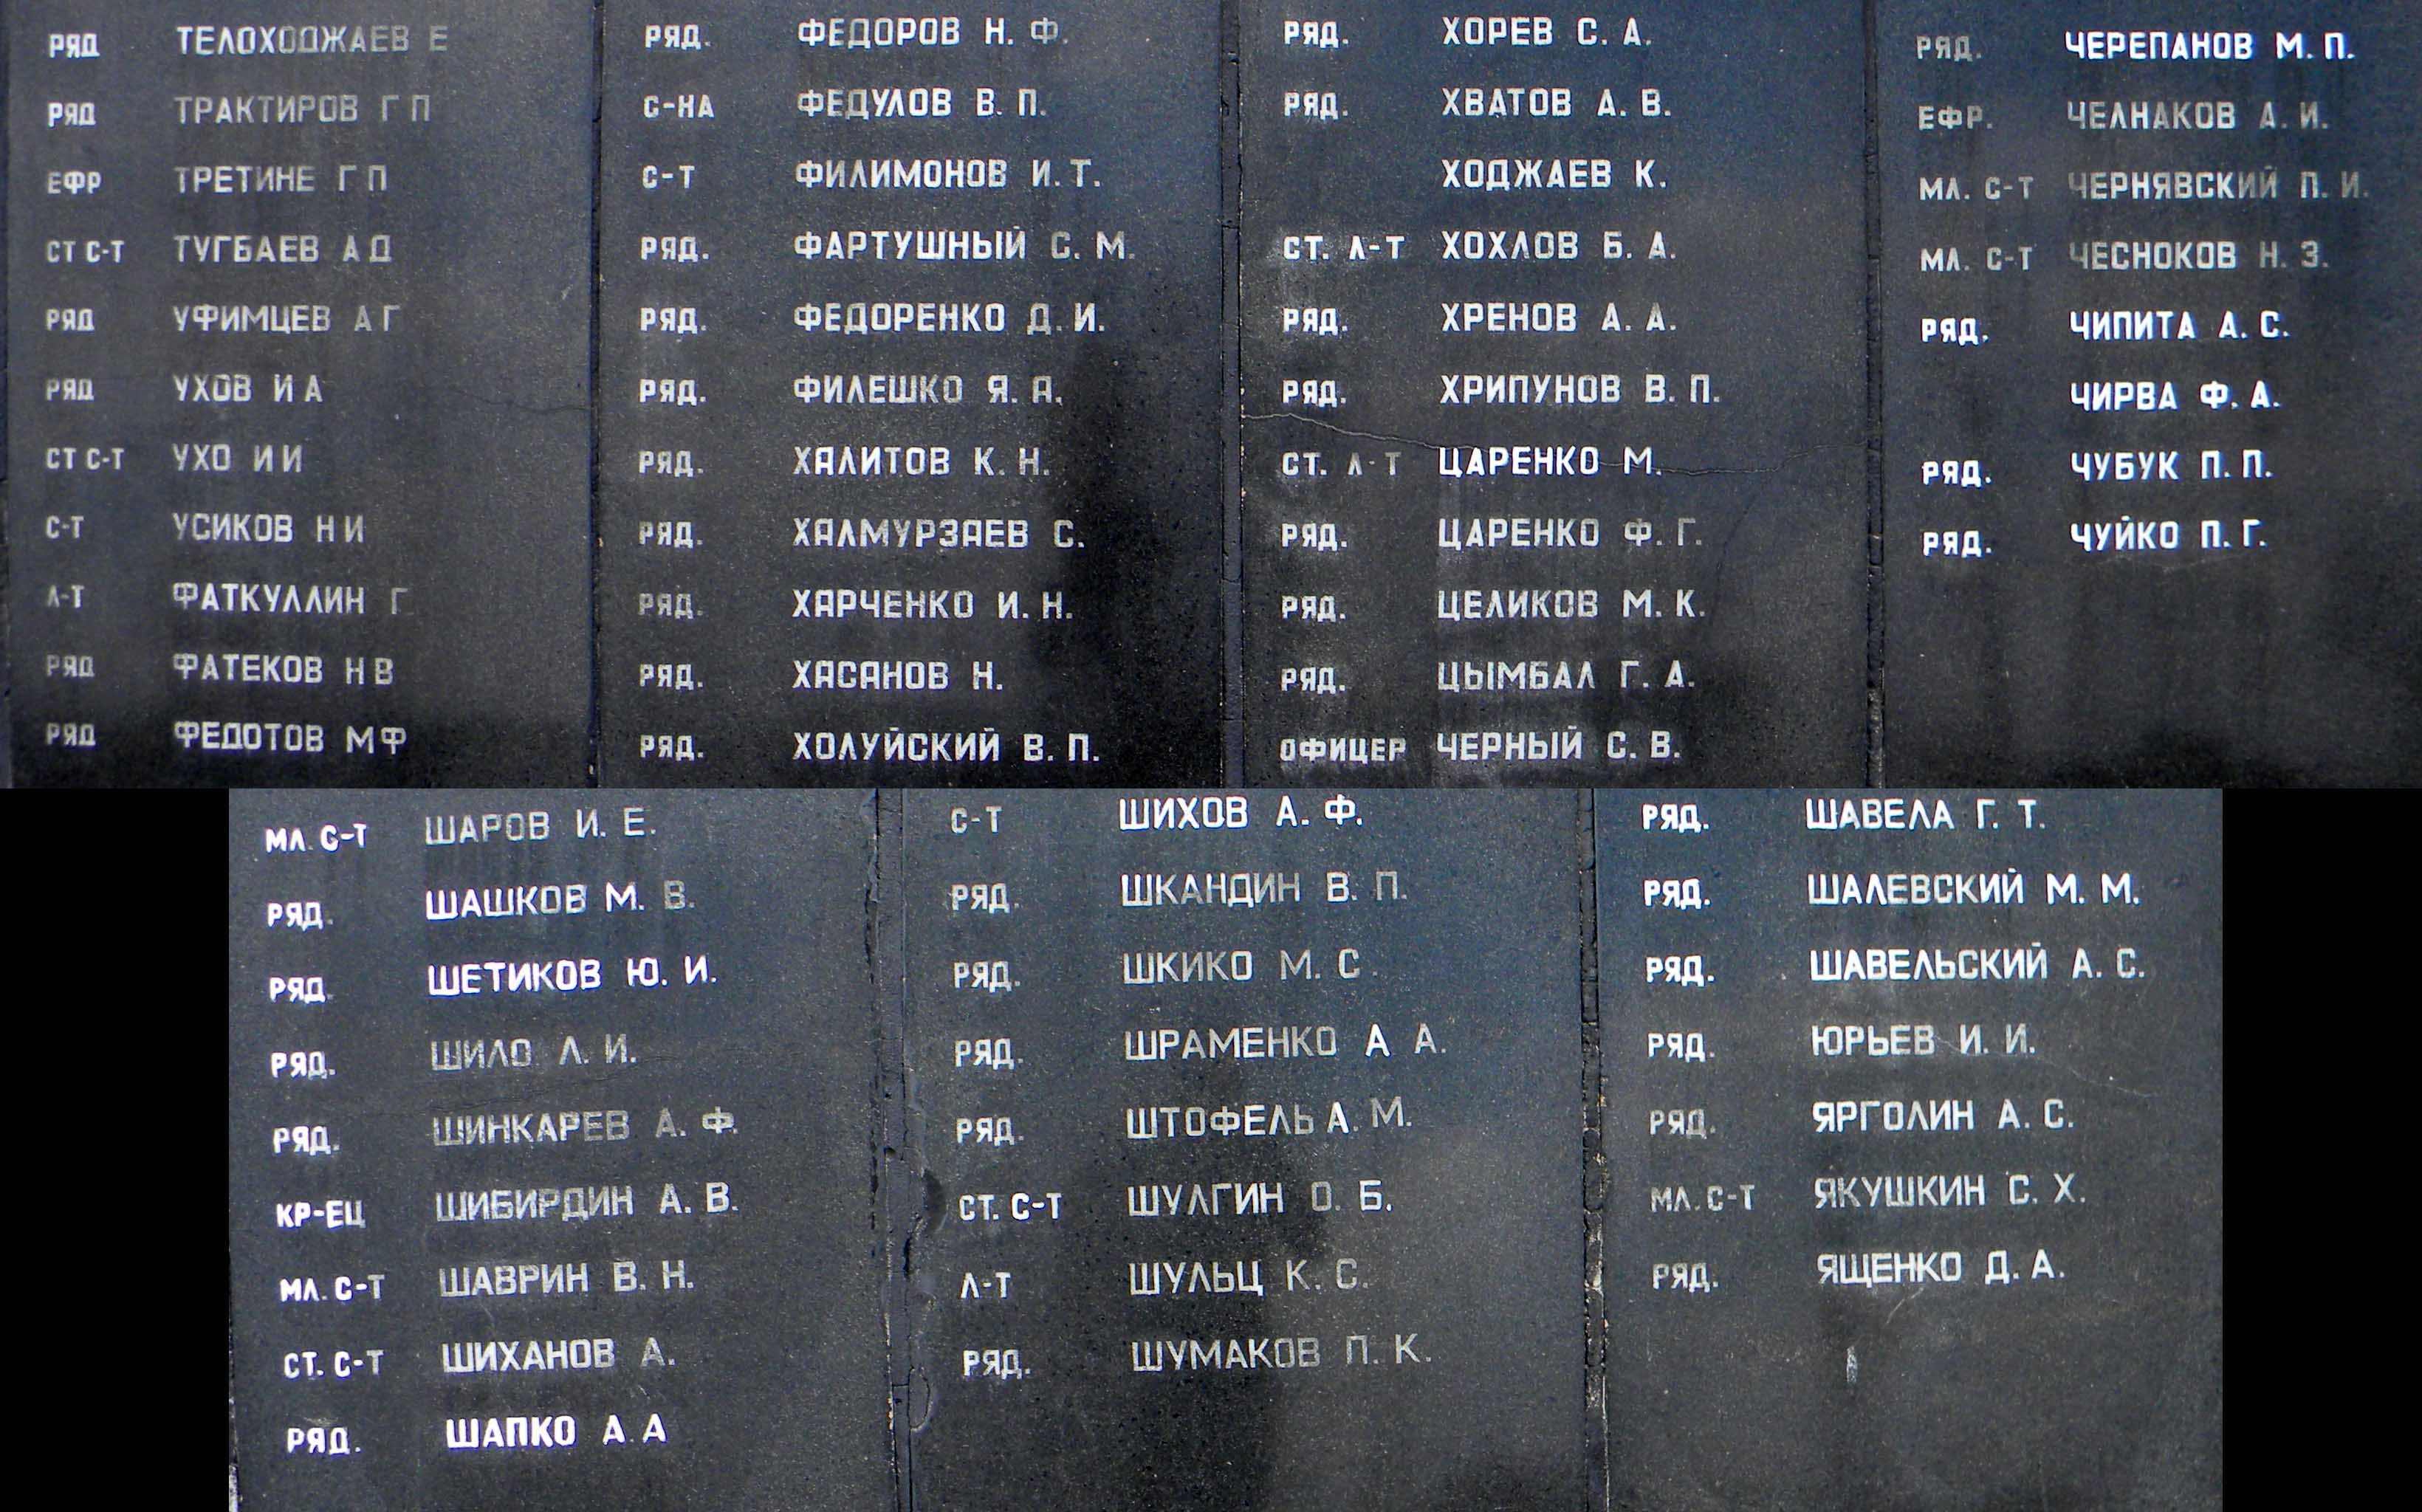 РЯД ТЕЛОХОДЖАЕВ Е
РЯД ТРАКТИРОВ Г П
ЕФР ТРЕТИНЕ Г П
СТ С-Т ТУГБАЕВ А Д
РЯД УФИМЦЕВ А Г
РЯД УХОВ И А
СТ С-Т УХО И И
С-Т УСИКОВ Н И
Л-Т ФАТКУЛЛИН Г
РЯД ФАТЕКОВ Н В
РЯД ФЕДОТОВ М Ф
РЯД. ФЕДОРОВ Н. Ф.
С-НА ФЕДУЛОВ В. П.
С-Т ФИЛИМОНОВ И. Т.
РЯД. ФАРТУШНЫЙ С. М.
РЯД. ФЕДОРЕНКО Д. И.
РЯД. ФИЛЕШКО Я. А.
РЯД. ХАЛИТОВ К. Н.
РЯД. ХАЛМУРЗАЕВ С.
РЯД. ХАРЧЕНКО И. Н.
РЯД. ХАСАНОВ Н.
РЯД. ХОЛУЙСКИЙ В. П.
РЯД. ХОРЕВ С. А.
РЯД. ХВАТОВ А. В.
ХОДЖАЕВ К.
СТ. Л-Т ХОХЛОВ Б. А.
РЯД. ХРЕНОВ А. А.
РЯД. ХРИПУНОВ В. П.
СТ. Л-Т ЦАРЕНКО М.
РЯД. ЦАРЕНКО Ф. Г.
РЯД. ЦЕЛИКОВ М. К.
РЯД. ЦЫМБАЛ Г. А.
ОФИЦЕР ЧЕРНЫЙ С. В.
РЯД. ЧЕРЕПАНОВ М. П.
ЕФР. ЧЕЛНАКОВ А. И.
МЛ. С-Т ЧЕРНЯВСКИЙ П. И.
МЛ. С-Т ЧЕСНОКОВ Н. З.
РЯД. ЧИПИТА А. С.
ЧИРВА Ф. А.
РЯД. ЧУБУК П. П.
РЯД. ЧУЙКО П. Г.
МЛ. С-Т ШАРОВ И. Е.
РЯД. ШАШКОВ М. В.
РЯД. ШЕТИКОВ Ю. И.
РЯД. ШИЛО Л. И.
РЯД. ШИНКАРЕВ А. Ф.
КР-ЕЦ ШИБИРДИН А. В.
МЛ. С-Т ШАВРИН В. Н.
СТ. С-Т ШИХАНОВ А.
РЯД. ШАПКО А. А
С-Т ШИХОВ А. Ф.
РЯД. ШКАНДИН В. П.
РЯД. ШКИКО М. С.
РЯД. ШРАМЕНКО А А.
РЯД. ШТОФЕЛЬ А. М.
СТ. С-Т ШУЛГИН О. Б.
Л-Т ШУЛЬЦ К. С.
РЯД. ШУМАКОВ П. К.
РЯД. ШАВЕЛА Г. Т.
РЯД. ШАЛЕВСКИЙ М. М.
РЯД. ШАВЕЛЬСКИЙ А. С.
РЯД. ЮРЬЕВ И. И.
РЯД. ЯРГОЛИН А. С.
МЛ. С-Т ЯКУШКИН С. Х.
РЯД. ЯЩЕНКО Д. А.